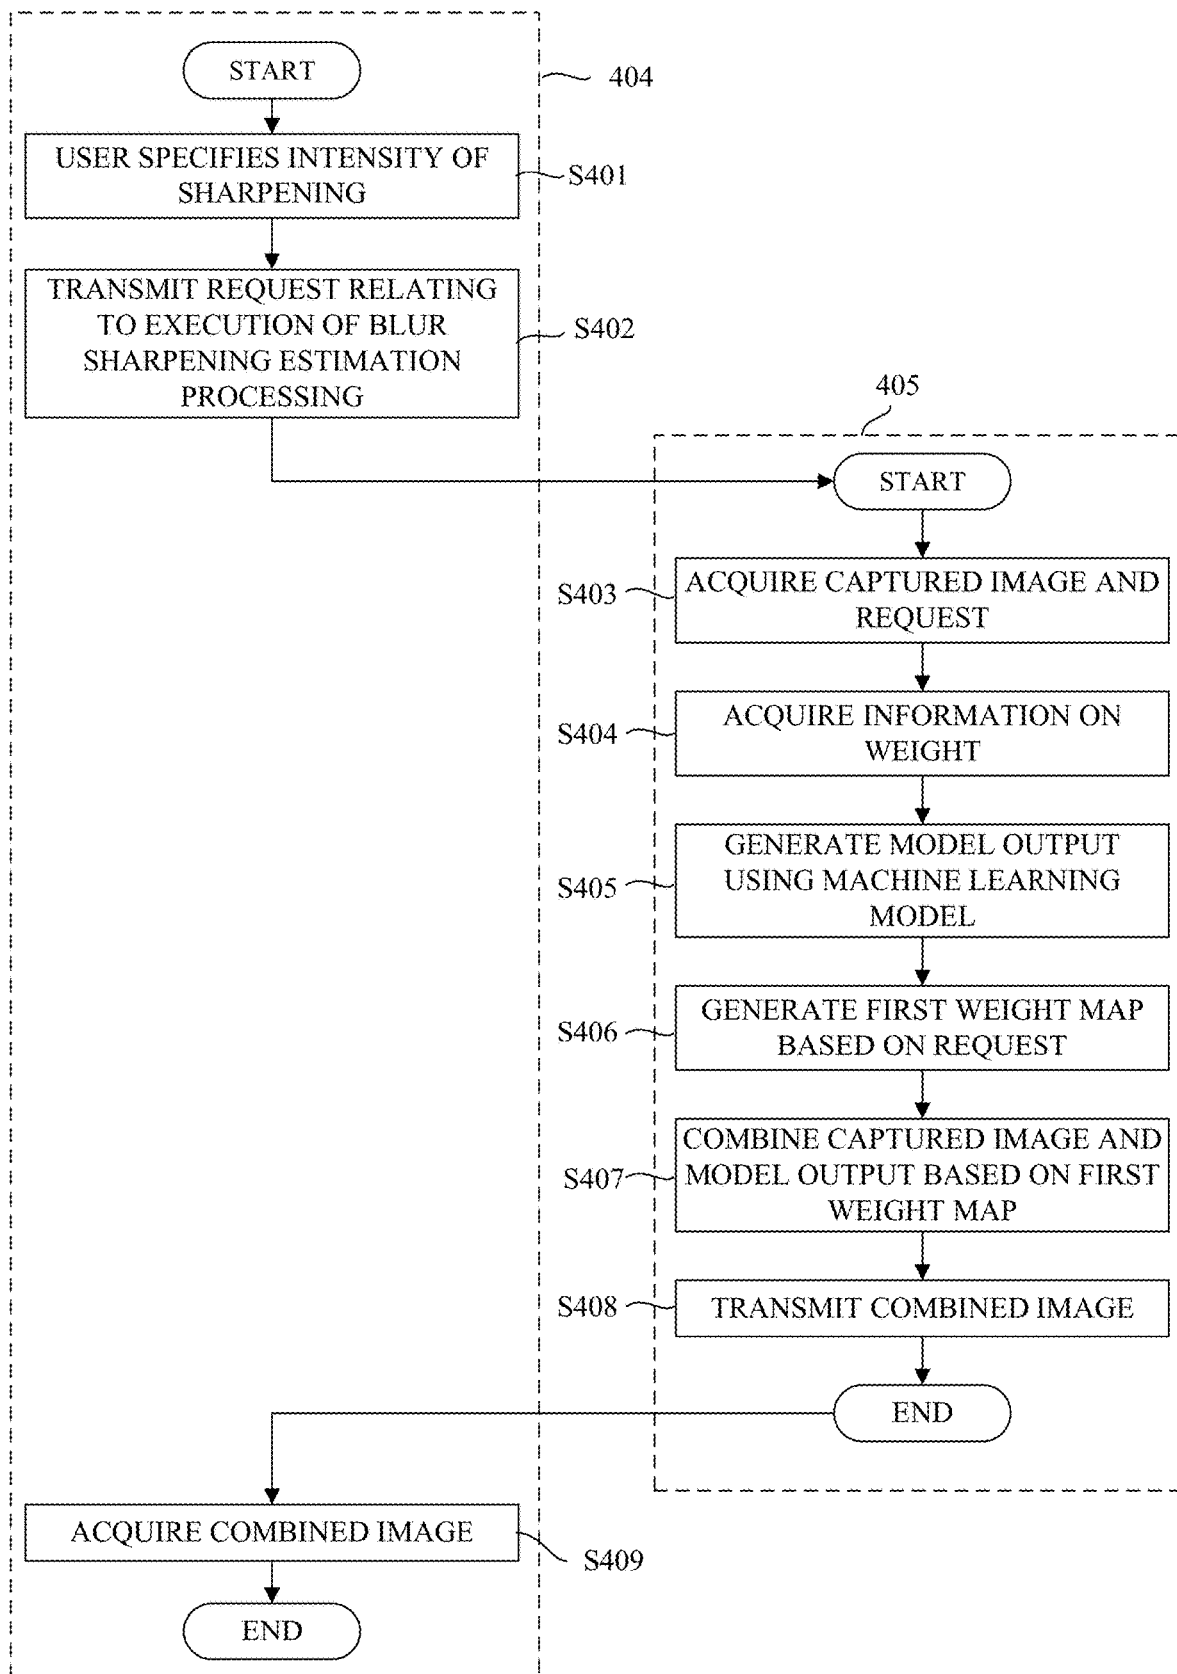 START
404
USER SPECIFIES INTENSITY OF
SHARPENING
S401
TRANSMIT REQUEST RELATING
TO EXECUTION OF BLUR
SHARPENING ESTIMATION
PROCESSING
S402
405
START
ACQUIRE CAPTURED IMAGE AND
REQUEST
S403
ACQUIRE INFORMATION ON
WEIGHT
S404
GENERATE MODEL OUTPUT
USING MACHINE LEARNING
MODEL
S405
GENERATE FIRST WEIGHT MAP
BASED ON REQUEST
S406
COMBINE CAPTURED IMAGE AND
MODEL OUTPUT BASED ON FIRST
WEIGHT MAP
S407
TRANSMIT COMBINED IMAGE
S408
END
ACQUIRE COMBINED IMAGE
S409
END